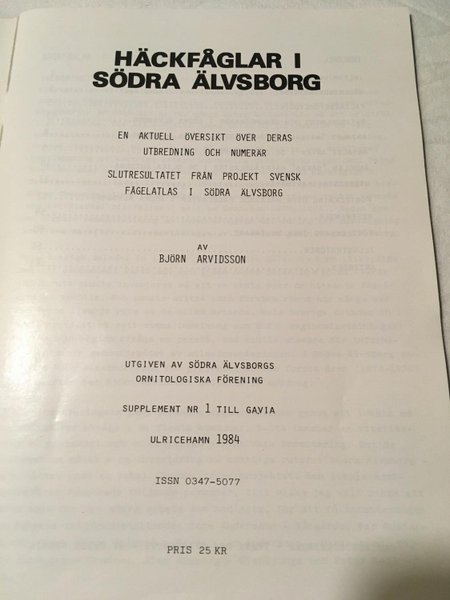 HÄCKFÅGLAR I
SÖDRA ÄLVSBORG
EN AKTUELL ÖVERSIKT ÖVER DERAS
UTBREDNING OCH NUMERÄR
SLUTRESULTATET FRÅN PROJEKT SVENSK
FÅGELATLAS I SÖDRA ÄLVSBORG
AV
BJÖRN ARVIDSSON
UTGIVEN AV SÖDRA ÄLVSBORGS
ORNITOLOGISKA FÖRENING
SUPPLEMENT NR 1 TILL GAVIA
ULRICEHAMN 1984
ISSN 0347-5077
PRIS 25 KR